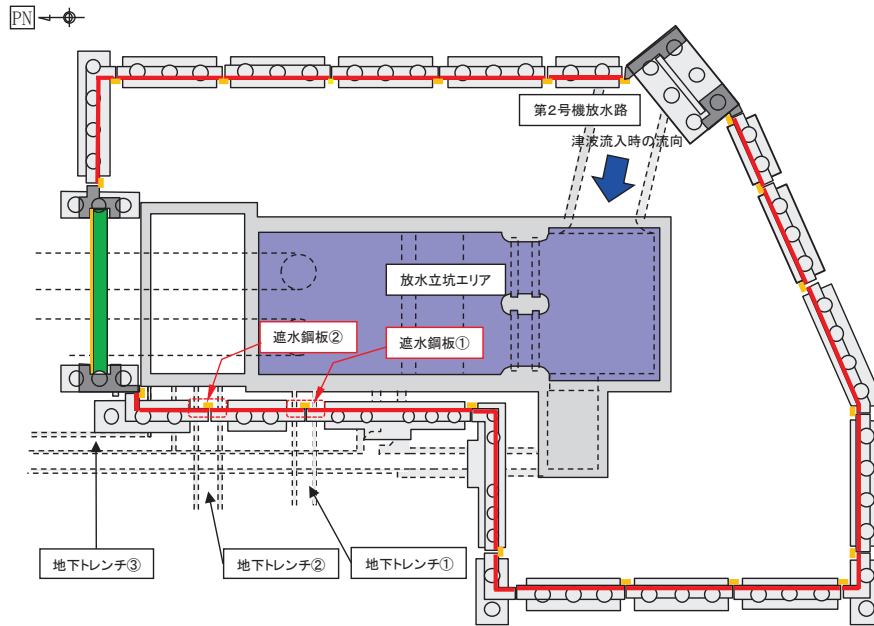 PN
第2号機放水路
津波流入時の流向
放水立坑エリア
遮水鋼板②
遮水鋼板①
地下トレンチ③
地下トレンチ②
地下トレンチ①